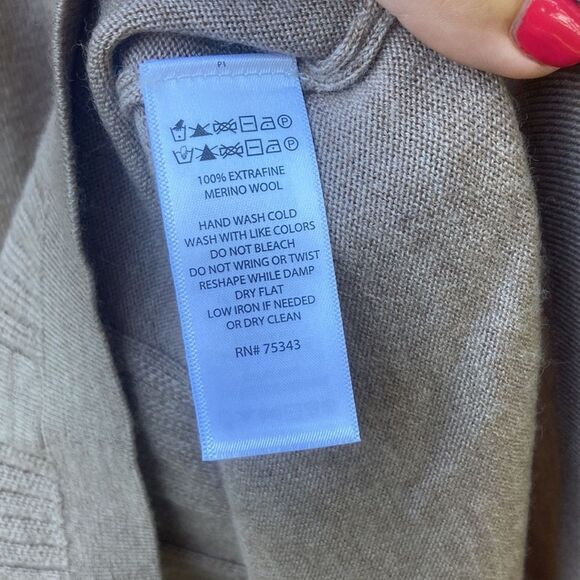 100% EXTRAFINE
MERINO WOOL
HAND WASH COLD
WASH WITH LIKE COLORS
DO NOT BLEACH
DO NOT WRING OR TWIST
RESHAPE WHILE DAMP
DRY FLAT
LOW IRON IF NEEDED
OR DRY CLEAN
RN# 75343